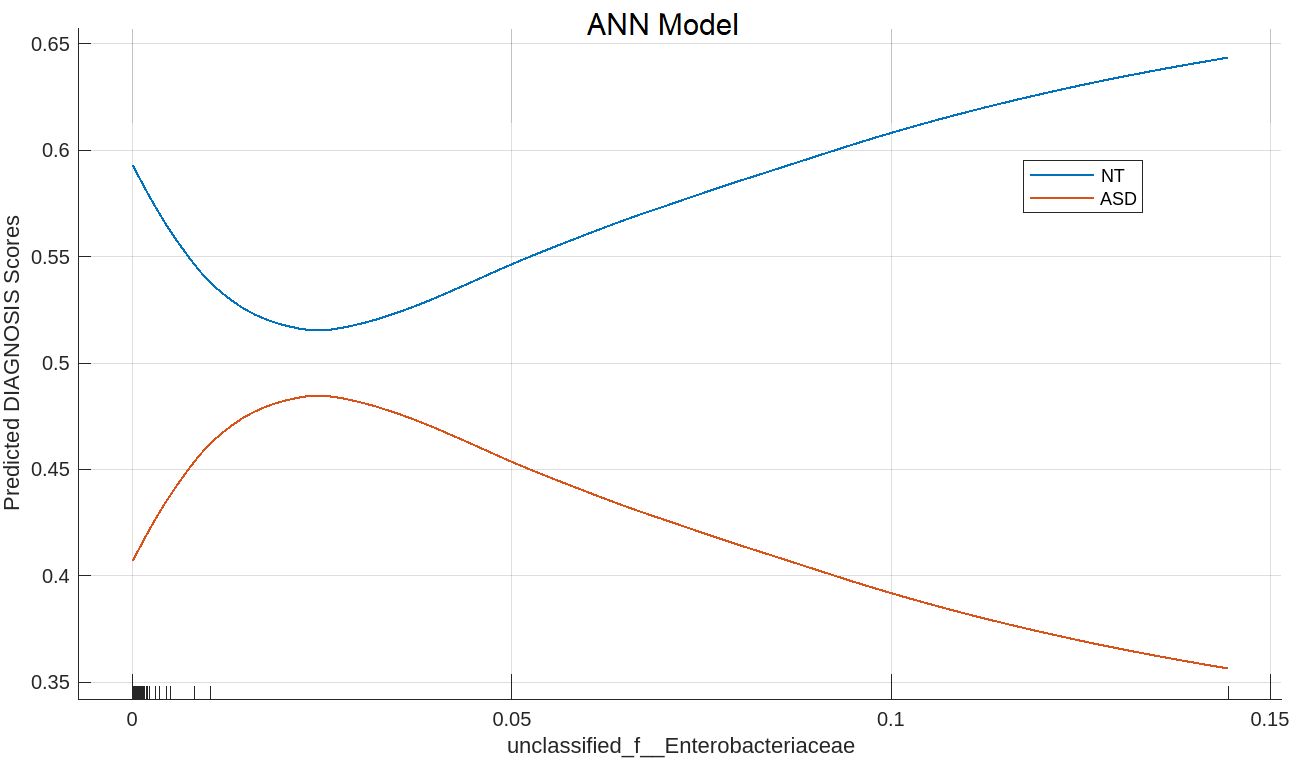 ANN Model
Predicted DIAGNOSIS Scores
0.65
0.6
0.55
0.5
0.45
0.4
0.35
NT
ASD
0
0.05
0.1
0.15
unclassified_f__Enterobacteriaceae